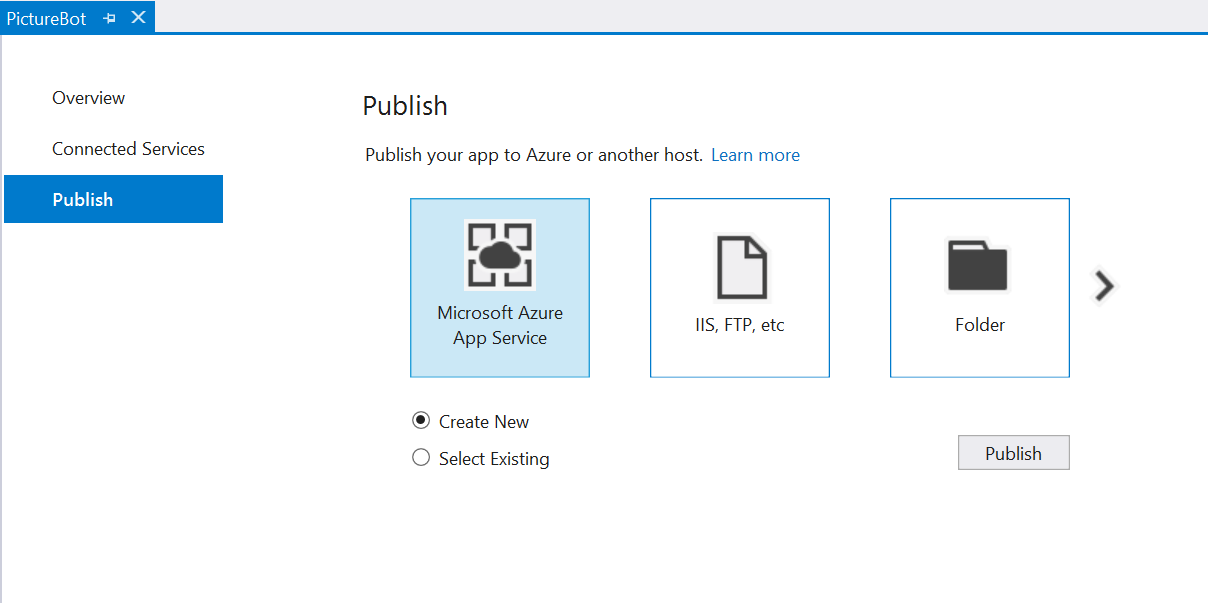 PictureBot
Overview
Connected Services
Publish
Publish
Publish your app to Azure or another host. Learn more
Microsoft Azure
App Service
IIS, FTP, etc
Folder
Create New
Select Existing
Publish